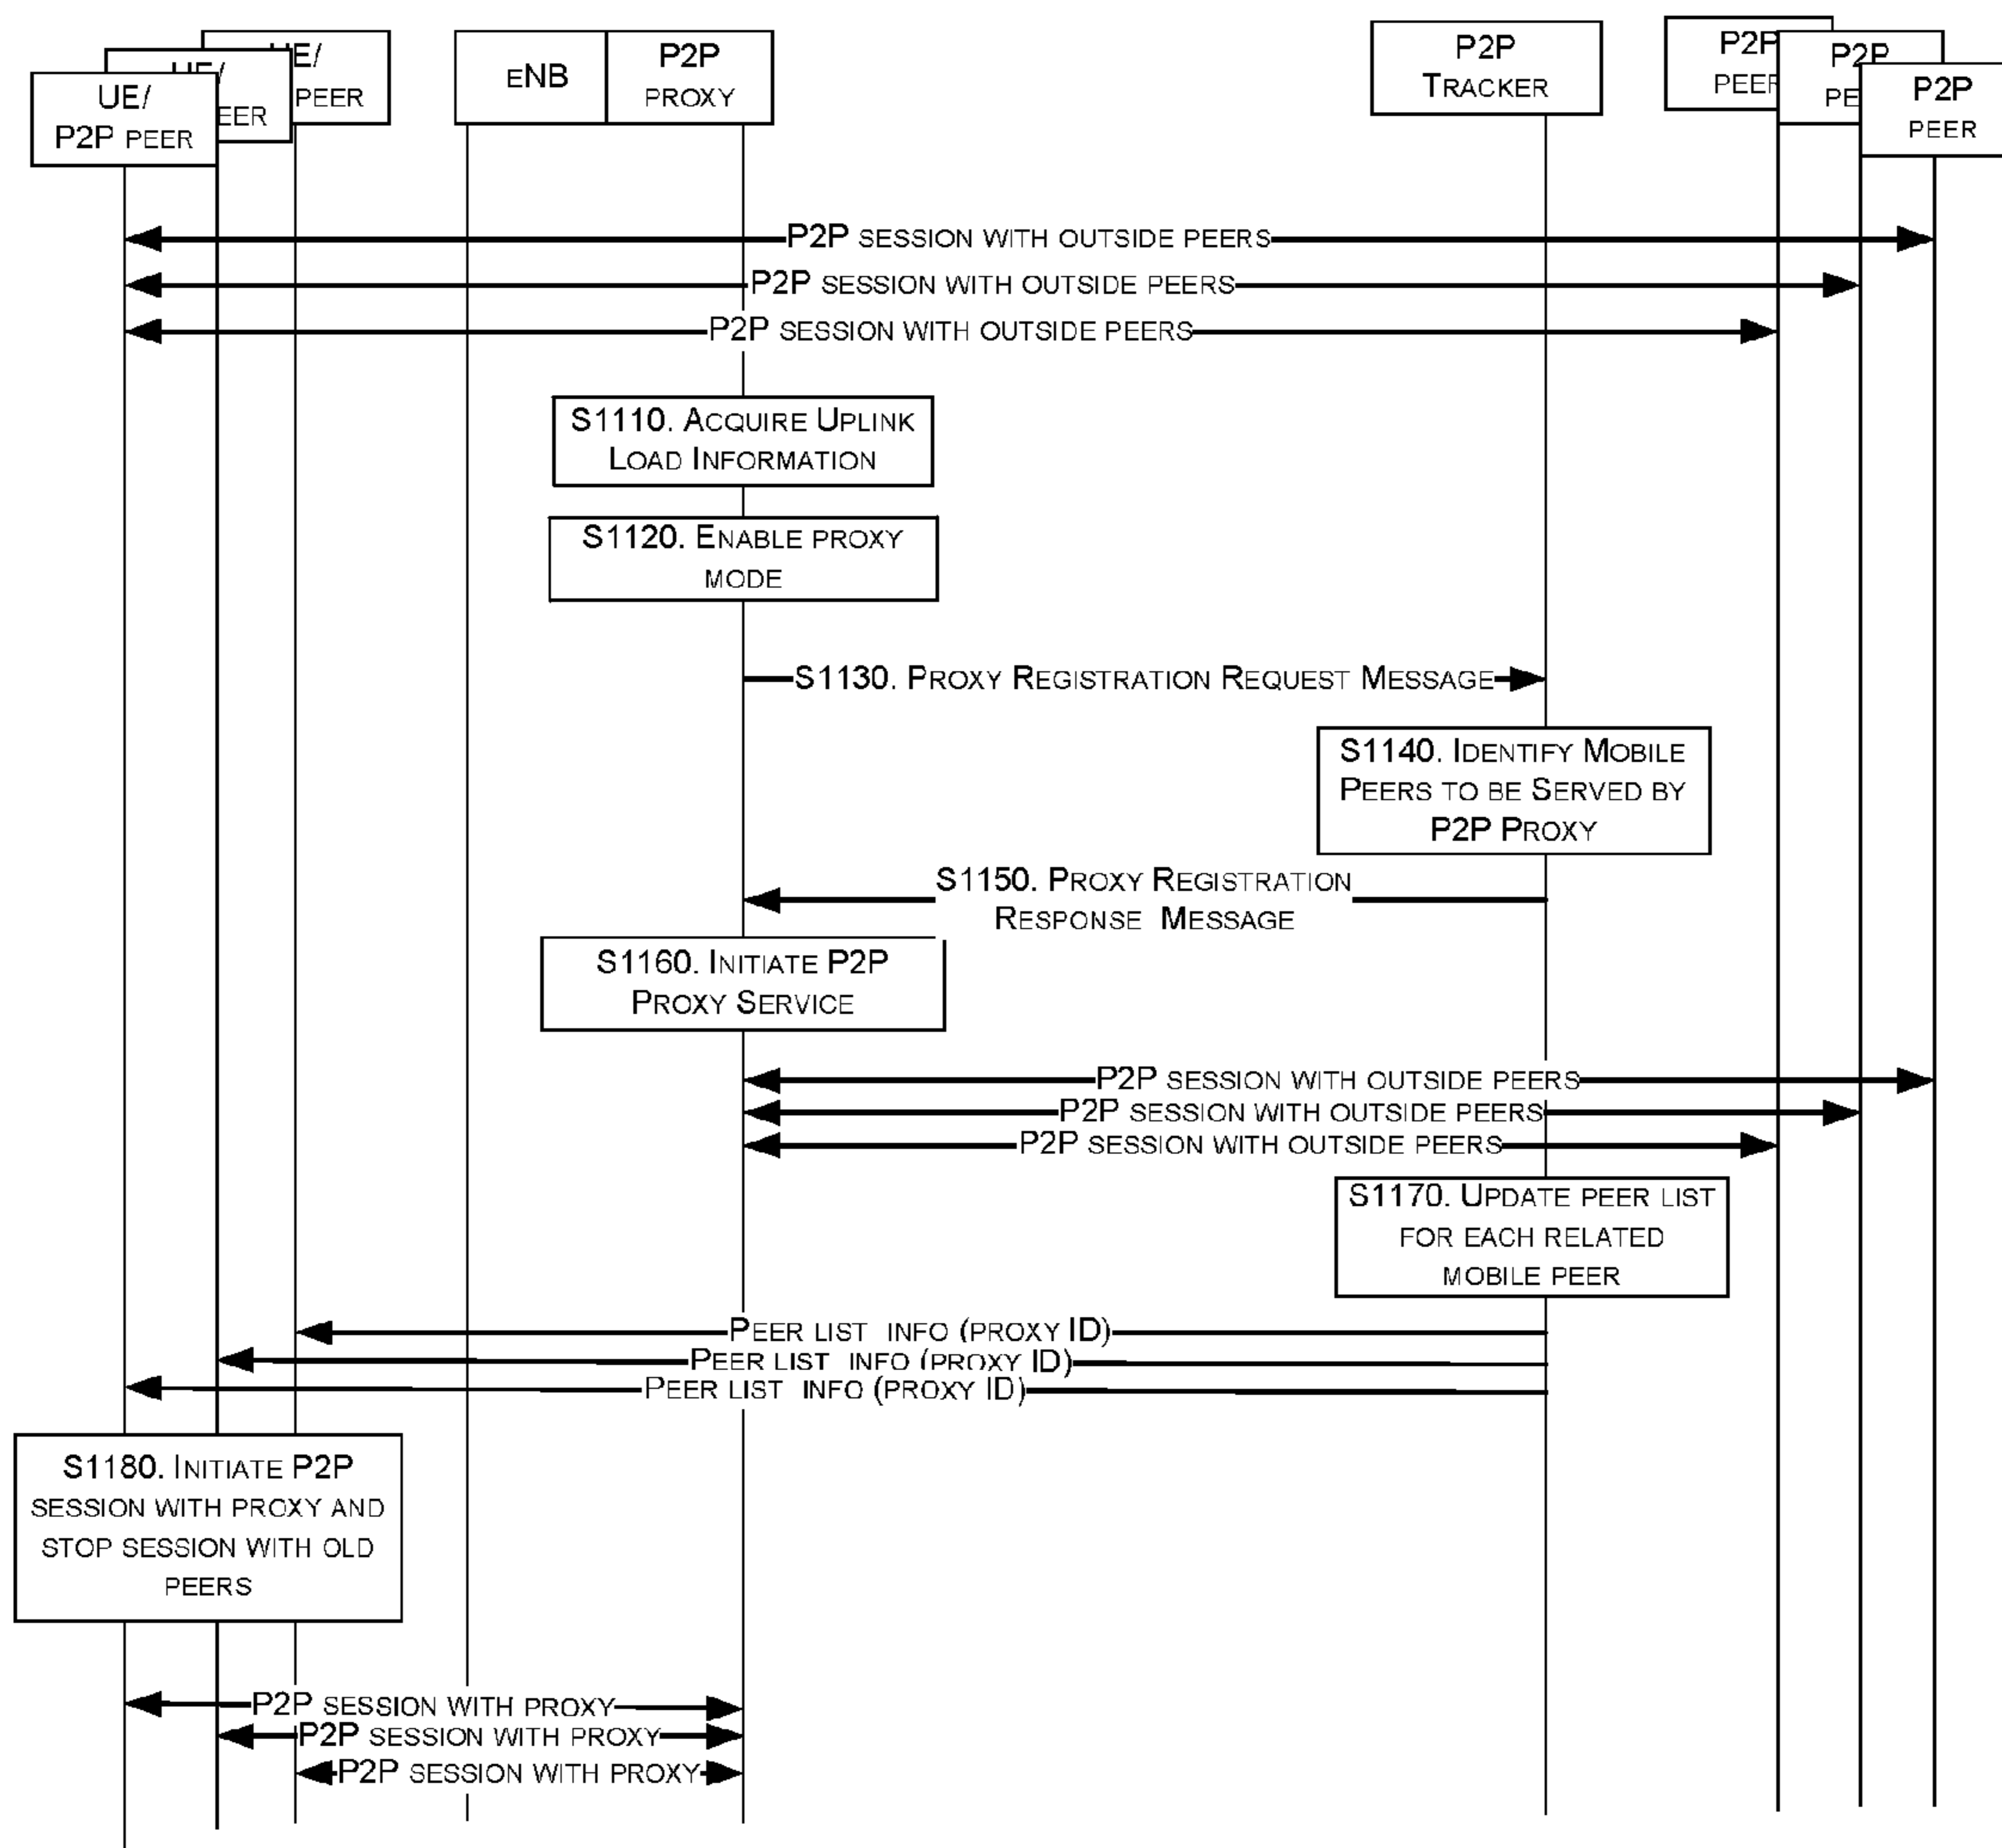 UE/
P2P PEER
UE/
EER
UE/
PEER
eNB
P2P
PROXY
P2P
TRACKER
P2P
PEER
P2P
PE
P2P
PEER
P2P SESSION WITH OUTSIDE PEERS
P2P SESSION WITH OUTSIDE PEERS
P2P SESSION WITH OUTSIDE PEERS
S1110. ACQUIRE UPLINK
LOAD INFORMATION
S1120. ENABLE PROXY
MODE
S1130. PROXY REGISTRATION REQUEST MESSAGE
S1140. IDENTIFY MOBILE
PEERS TO BE SERVED BY
P2P PROXY
S1150. PROXY REGISTRATION
RESPONSE MESSAGE
S1160. INITIATE P2P
PROXY SERVICE
P2P SESSION WITH OUTSIDE PEERS
P2P SESSION WITH OUTSIDE PEERS
P2P SESSION WITH OUTSIDE PEERS
S1170. UPDATE PEER LIST
FOR EACH RELATED
MOBILE PEER
PEER LIST INFO (PROXY ID)
PEER LIST INFO (PROXY ID)
PEER LIST INFO (PROXY ID)
S1180. INITIATE P2P
SESSION WITH PROXY AND
STOP SESSION WITH OLD
PEERS
P2P SESSION WITH PROXY
P2P SESSION WITH PROXY
P2P SESSION WITH PROXY